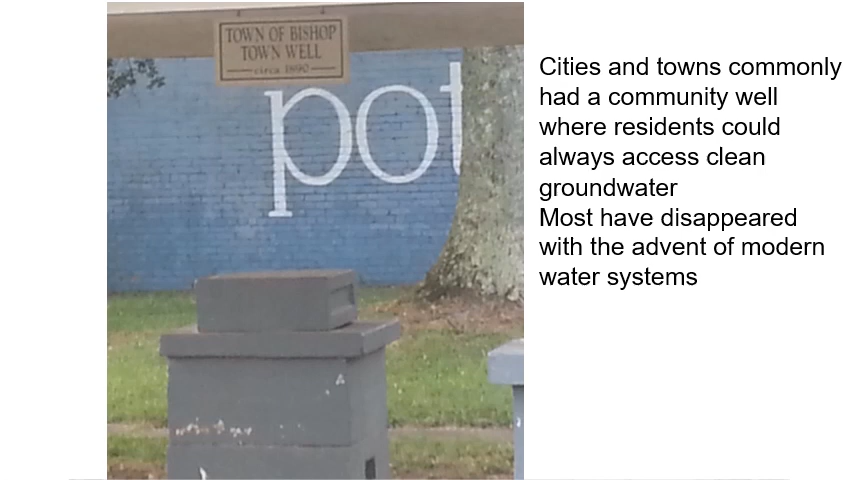 TOWN OF BISHOP
TOWN WELL
circa 1890
pot
Cities and towns commonly
had a community well
where residents could
always access clean
groundwater
Most have disappeared
with the advent of modern
water systems